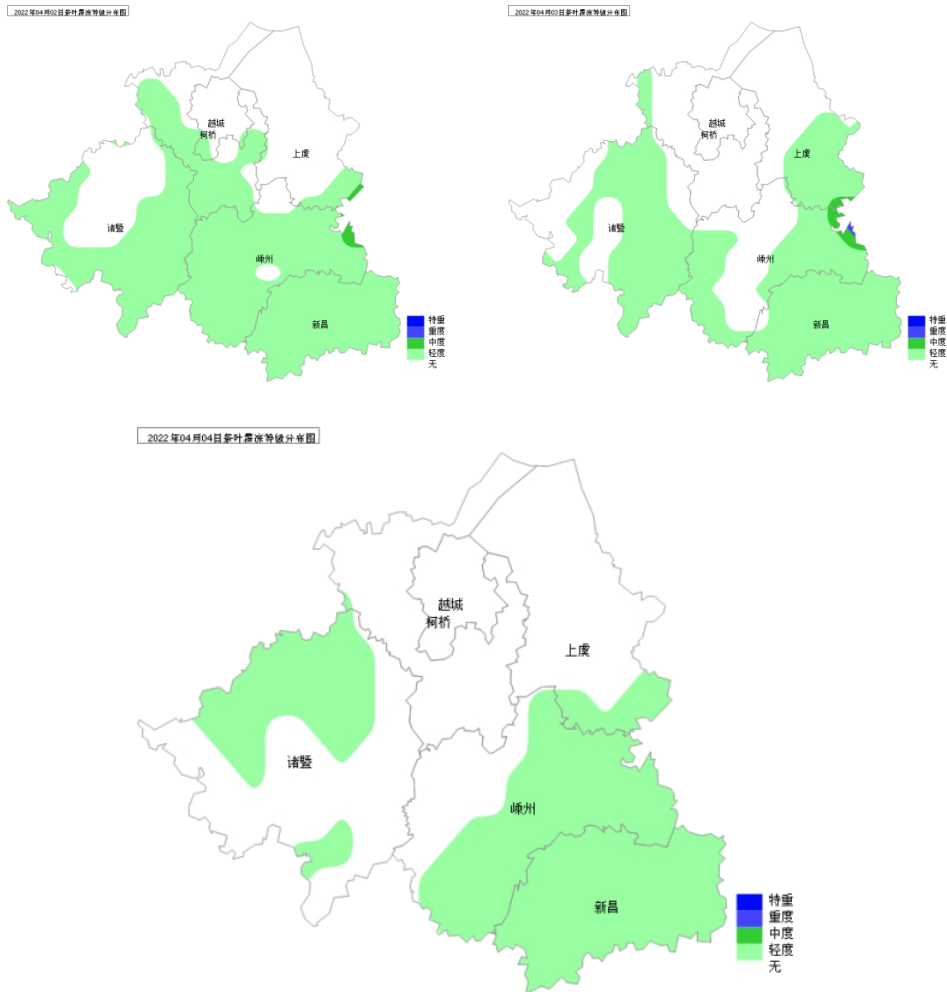 2022年04月02日茶叶霜冻等级分布图
越城
柯桥
上虞
诸暨
嵊州
新昌
特重
重度
中度
轻度
无
2022年04月03日茶叶霜冻等级分布图
越城
柯桥
上虞
诸暨
嵊州
新昌
特重
重度
中度
轻度
无
2022年04月04日茶叶霜冻等级分布图
越城
柯桥
上虞
诸暨
嵊州
新昌
特重
重度
中度
轻度
无